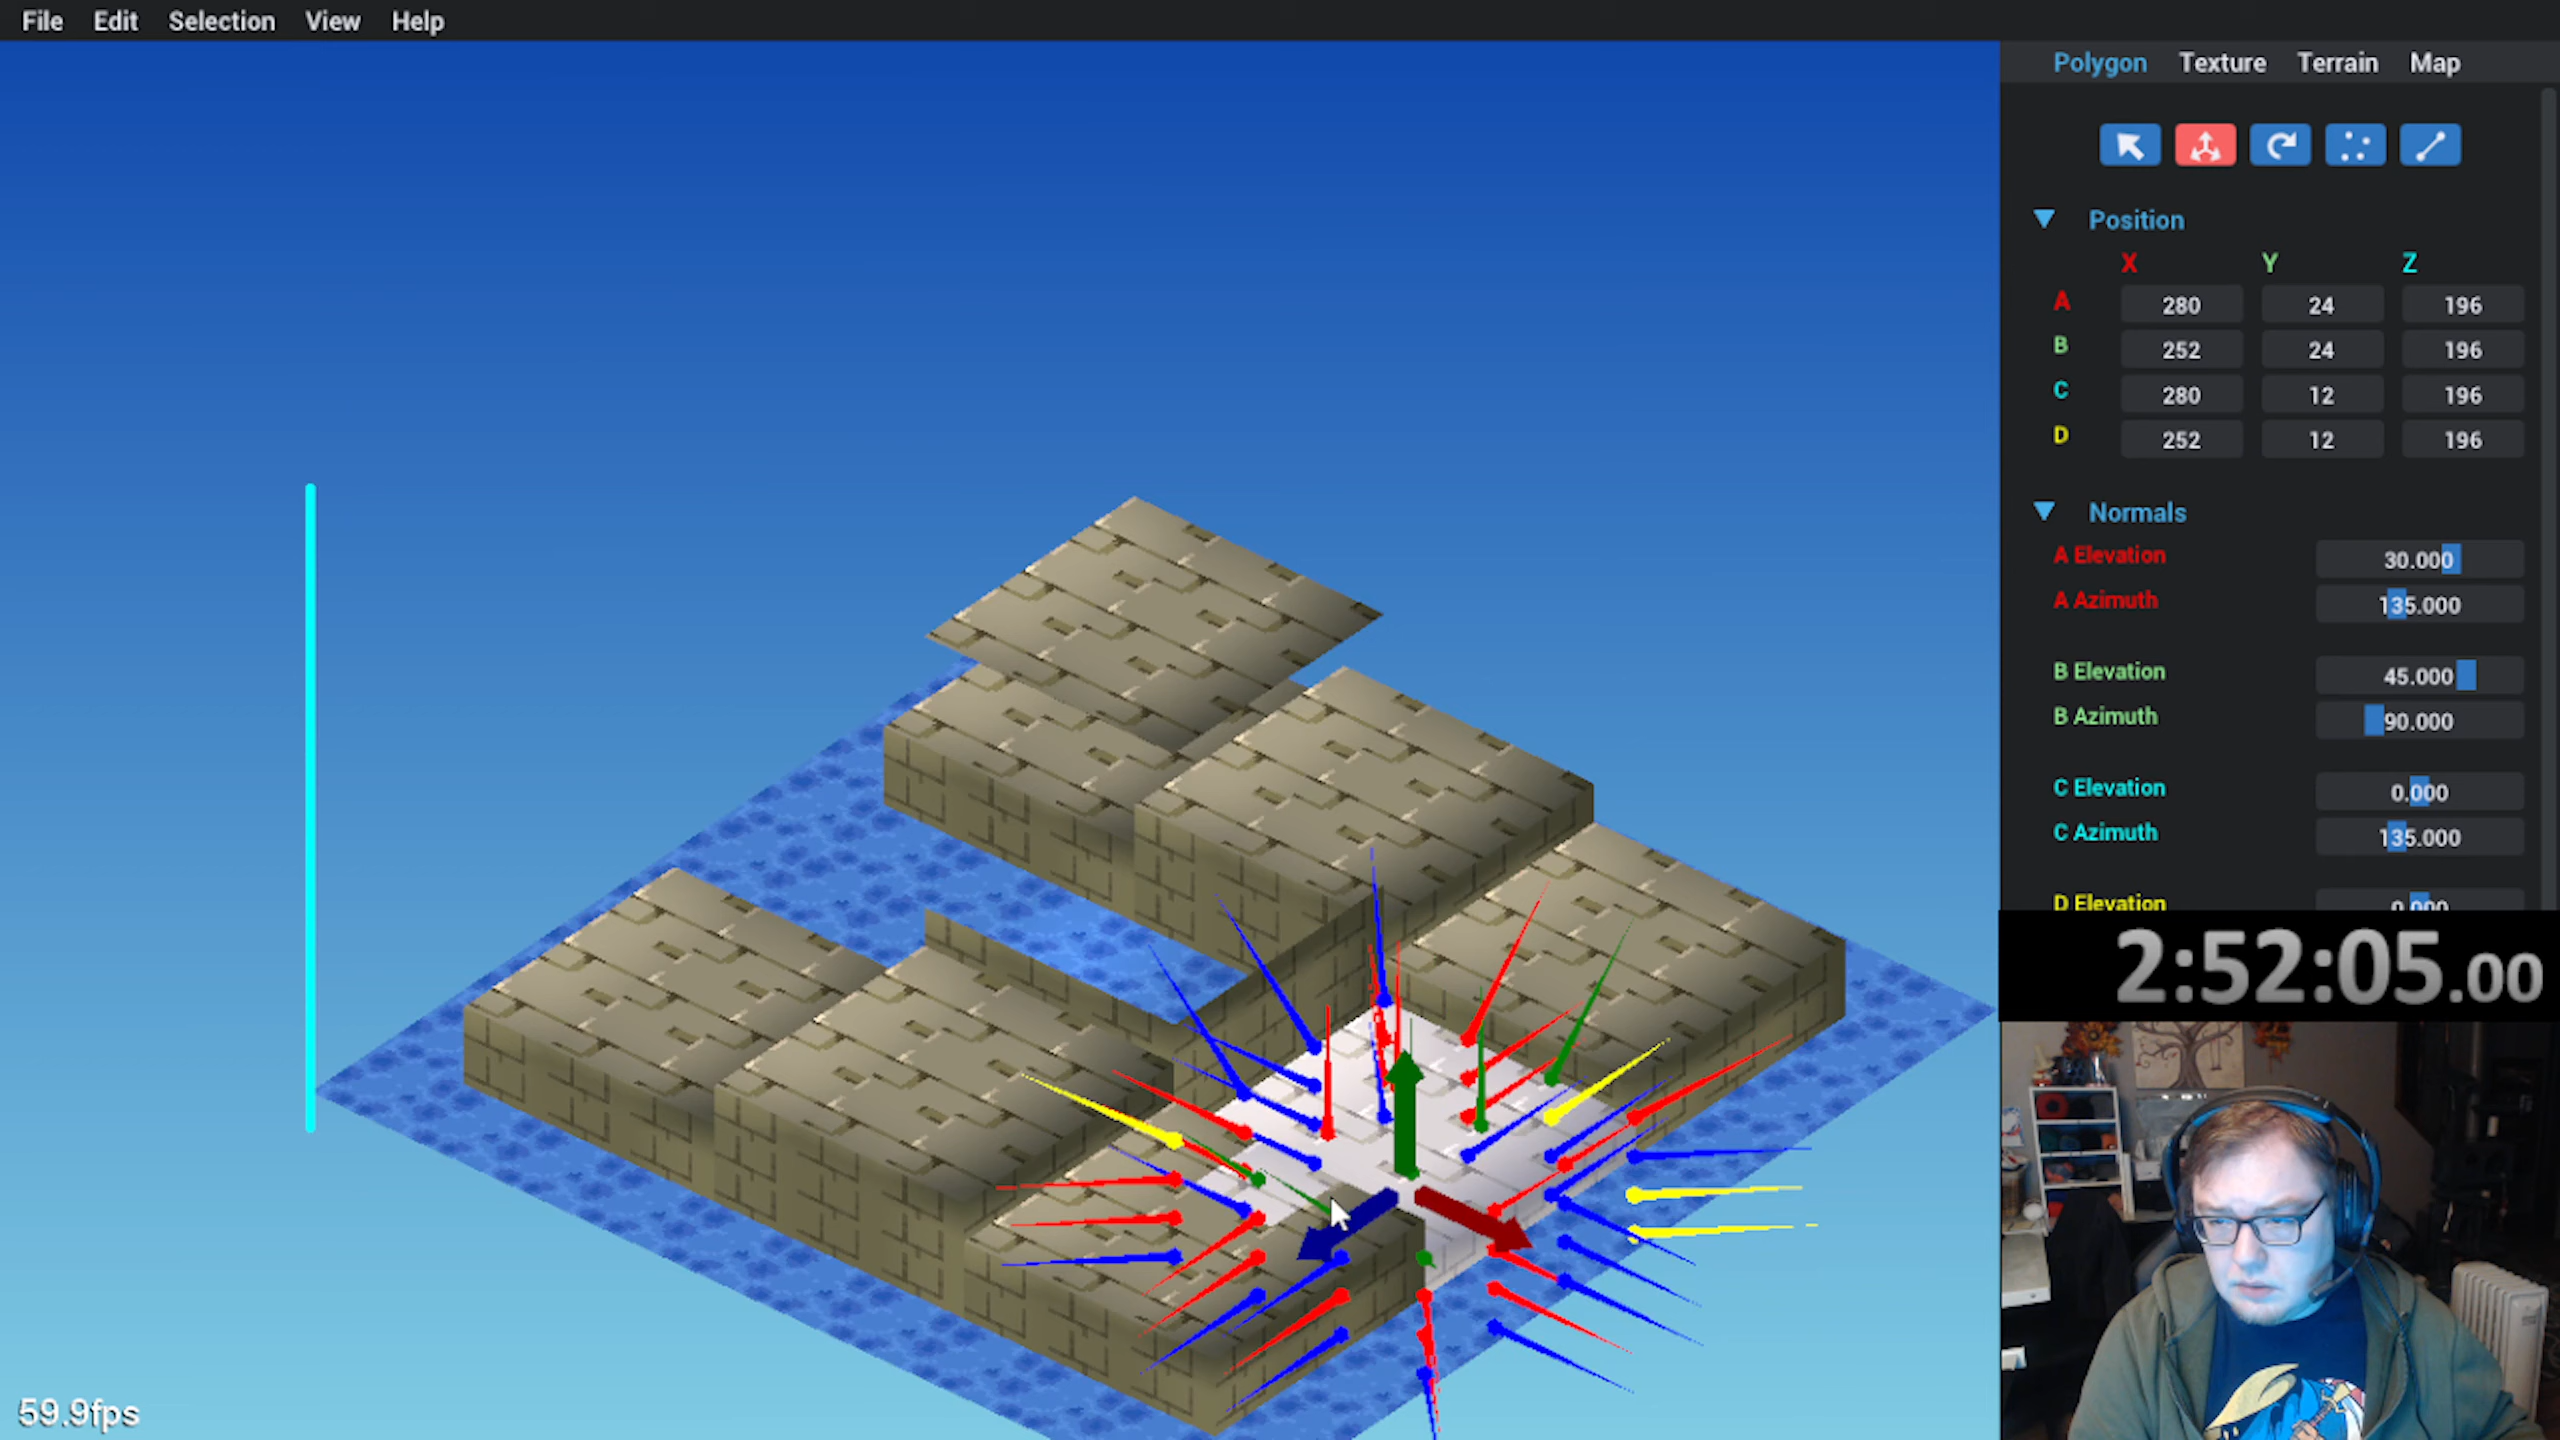 File Edit Selection View Help
Polygon Texture Terrain Map
Position
X Y Z
A 280 24 196
B 252 24 196
C 280 12 196
D 252 12 196
Normals
A Elevation 30.000
A Azimuth 135.000
B Elevation 45.000
B Azimuth 90.000
C Elevation 0.000
C Azimuth 135.000
D Elevation 0.000
2:52:05.00
59.9fps